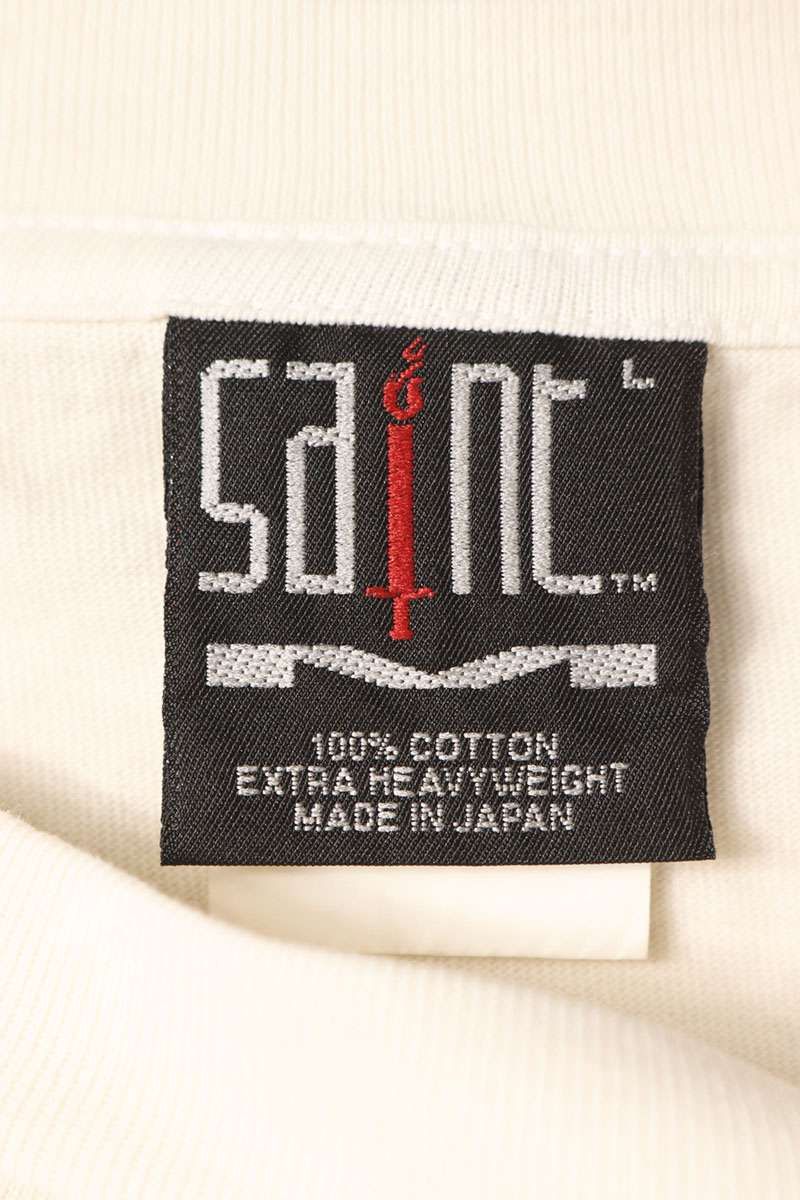 saint L
TM
100% COTTON
EXTRA HEAVYWEIGHT
MADE IN JAPAN